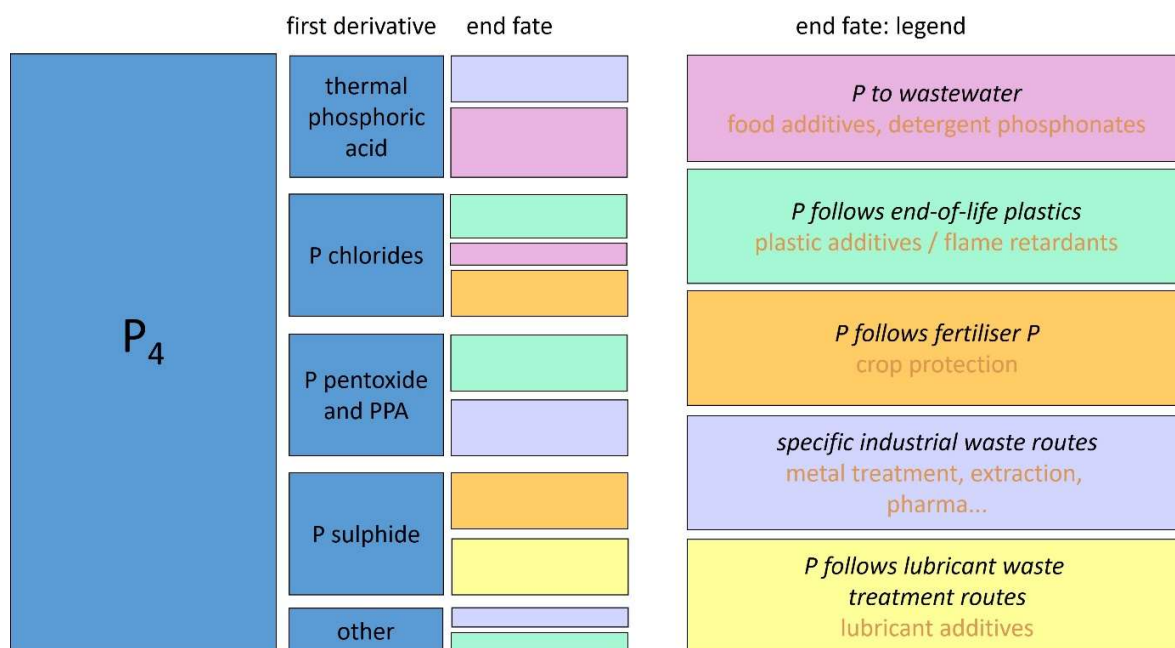 first derivative end fate end fate: legend
P₄
thermal
phosphoric
acid
P chlorides
P pentoxide
and PPA
P sulphide
other
P to wastewater
food additives, detergent phosphonates
P follows end-of-life plastics
plastic additives / flame retardants
P follows fertiliser P
crop protection
specific industrial waste routes
metal treatment, extraction,
pharma...
P follows lubricant waste
treatment routes
lubricant additives